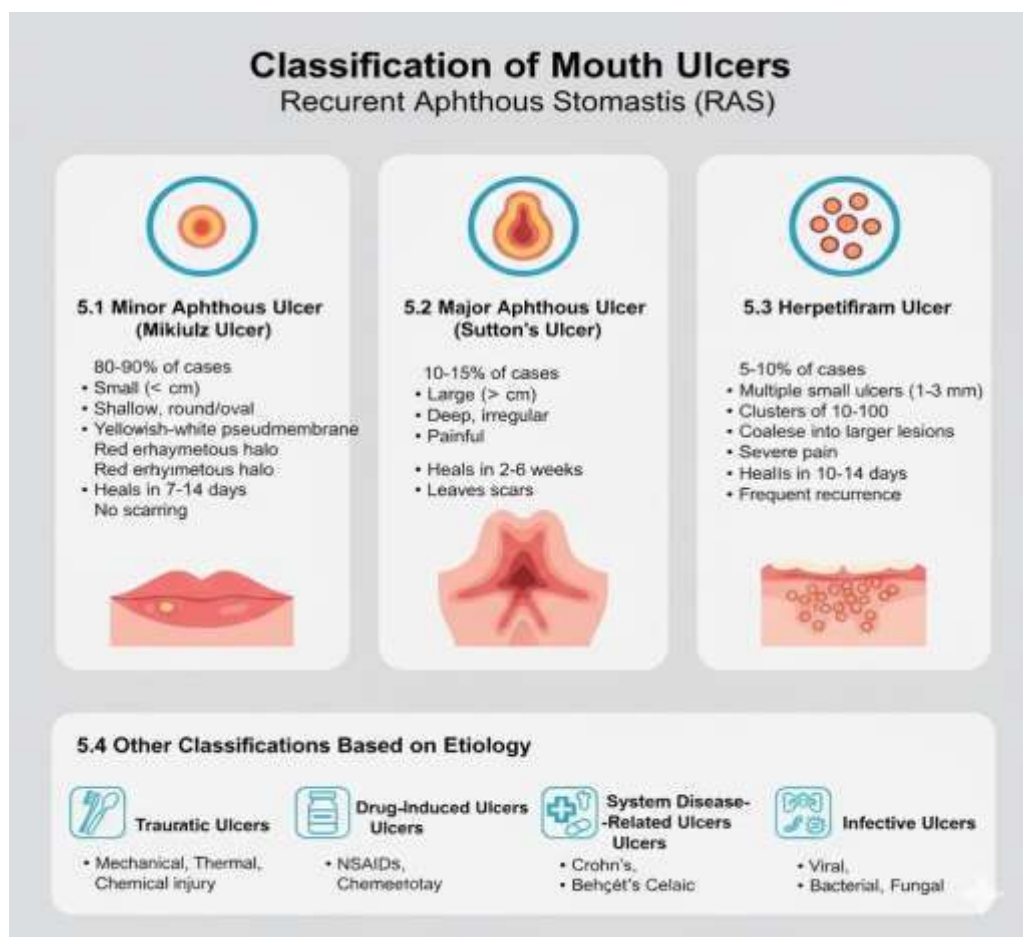 Classification of Mouth Ulcers
Recurent Aphthous Stomastis (RAS)
5.1 Minor Aphthous Ulcer
(Mikiulz Ulcer)
80-90% of cases
• Small (< cm)
• Shallow, round/oval
• Yellowish-white pseudmembrane
Red erhaymetous halo
Red erhyimetous halo
• Heals in 7-14 days
No scarring
5.2 Major Aphthous Ulcer
(Sutton's Ulcer)
10-15% of cases
• Large (> cm)
• Deep, irregular
• Painful
• Heals in 2-6 weeks
• Leaves scars
5.3 Herpetifiram Ulcer
5-10% of cases
• Multiple small ulcers (1-3 mm)
• Clusters of 10-100
• Coalese into larger lesions
• Severe pain
• Healls in 10-14 days
• Frequent recurrence
5.4 Other Classifications Based on Etiology
Trauratic Ulcers
• Mechanical, Thermal,
Chemical injury
Drug-Induced Ulcers
Ulcers
• NSAIDs,
Chemeetotay
System Disease-
-Related Ulcers
Ulcers
• Crohn's,
• Behçét's Celaic
Infective Ulcers
• Viral,
• Bacterial, Fungal